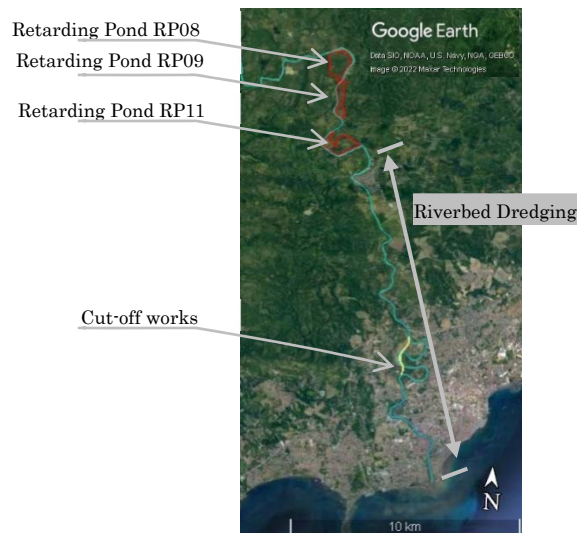 Retarding Pond RP08
Retarding Pond RP09
Retarding Pond RP11
Google Earth
Data SIO, NOAA, U.S. Navy, NGA, GEBCO
Image © 2022 Maxar Technologies
Riverbed Dredging
Cut-off works
N
10 km